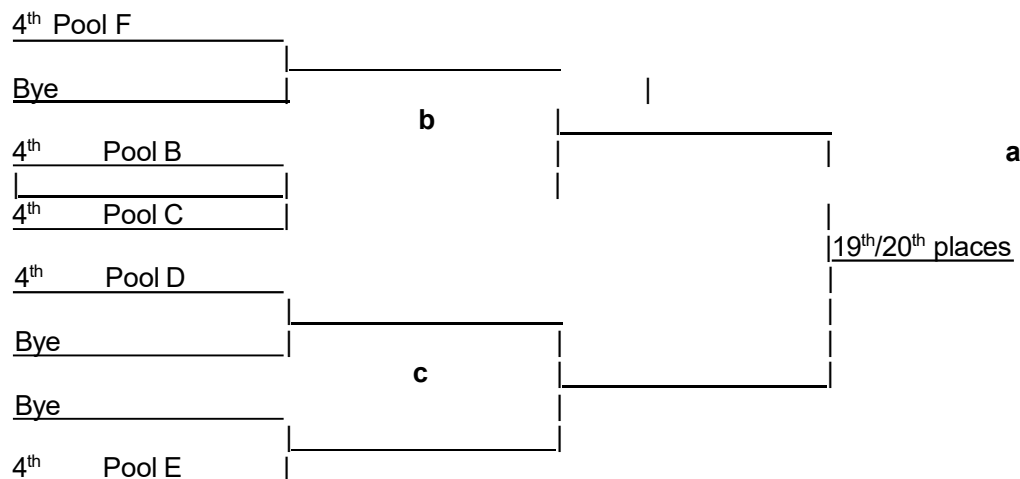 4th Pool F
Bye
b
4th Pool B
a
4th Pool C
19th/20th places
4th Pool D
Bye
c
Bye
4th Pool E